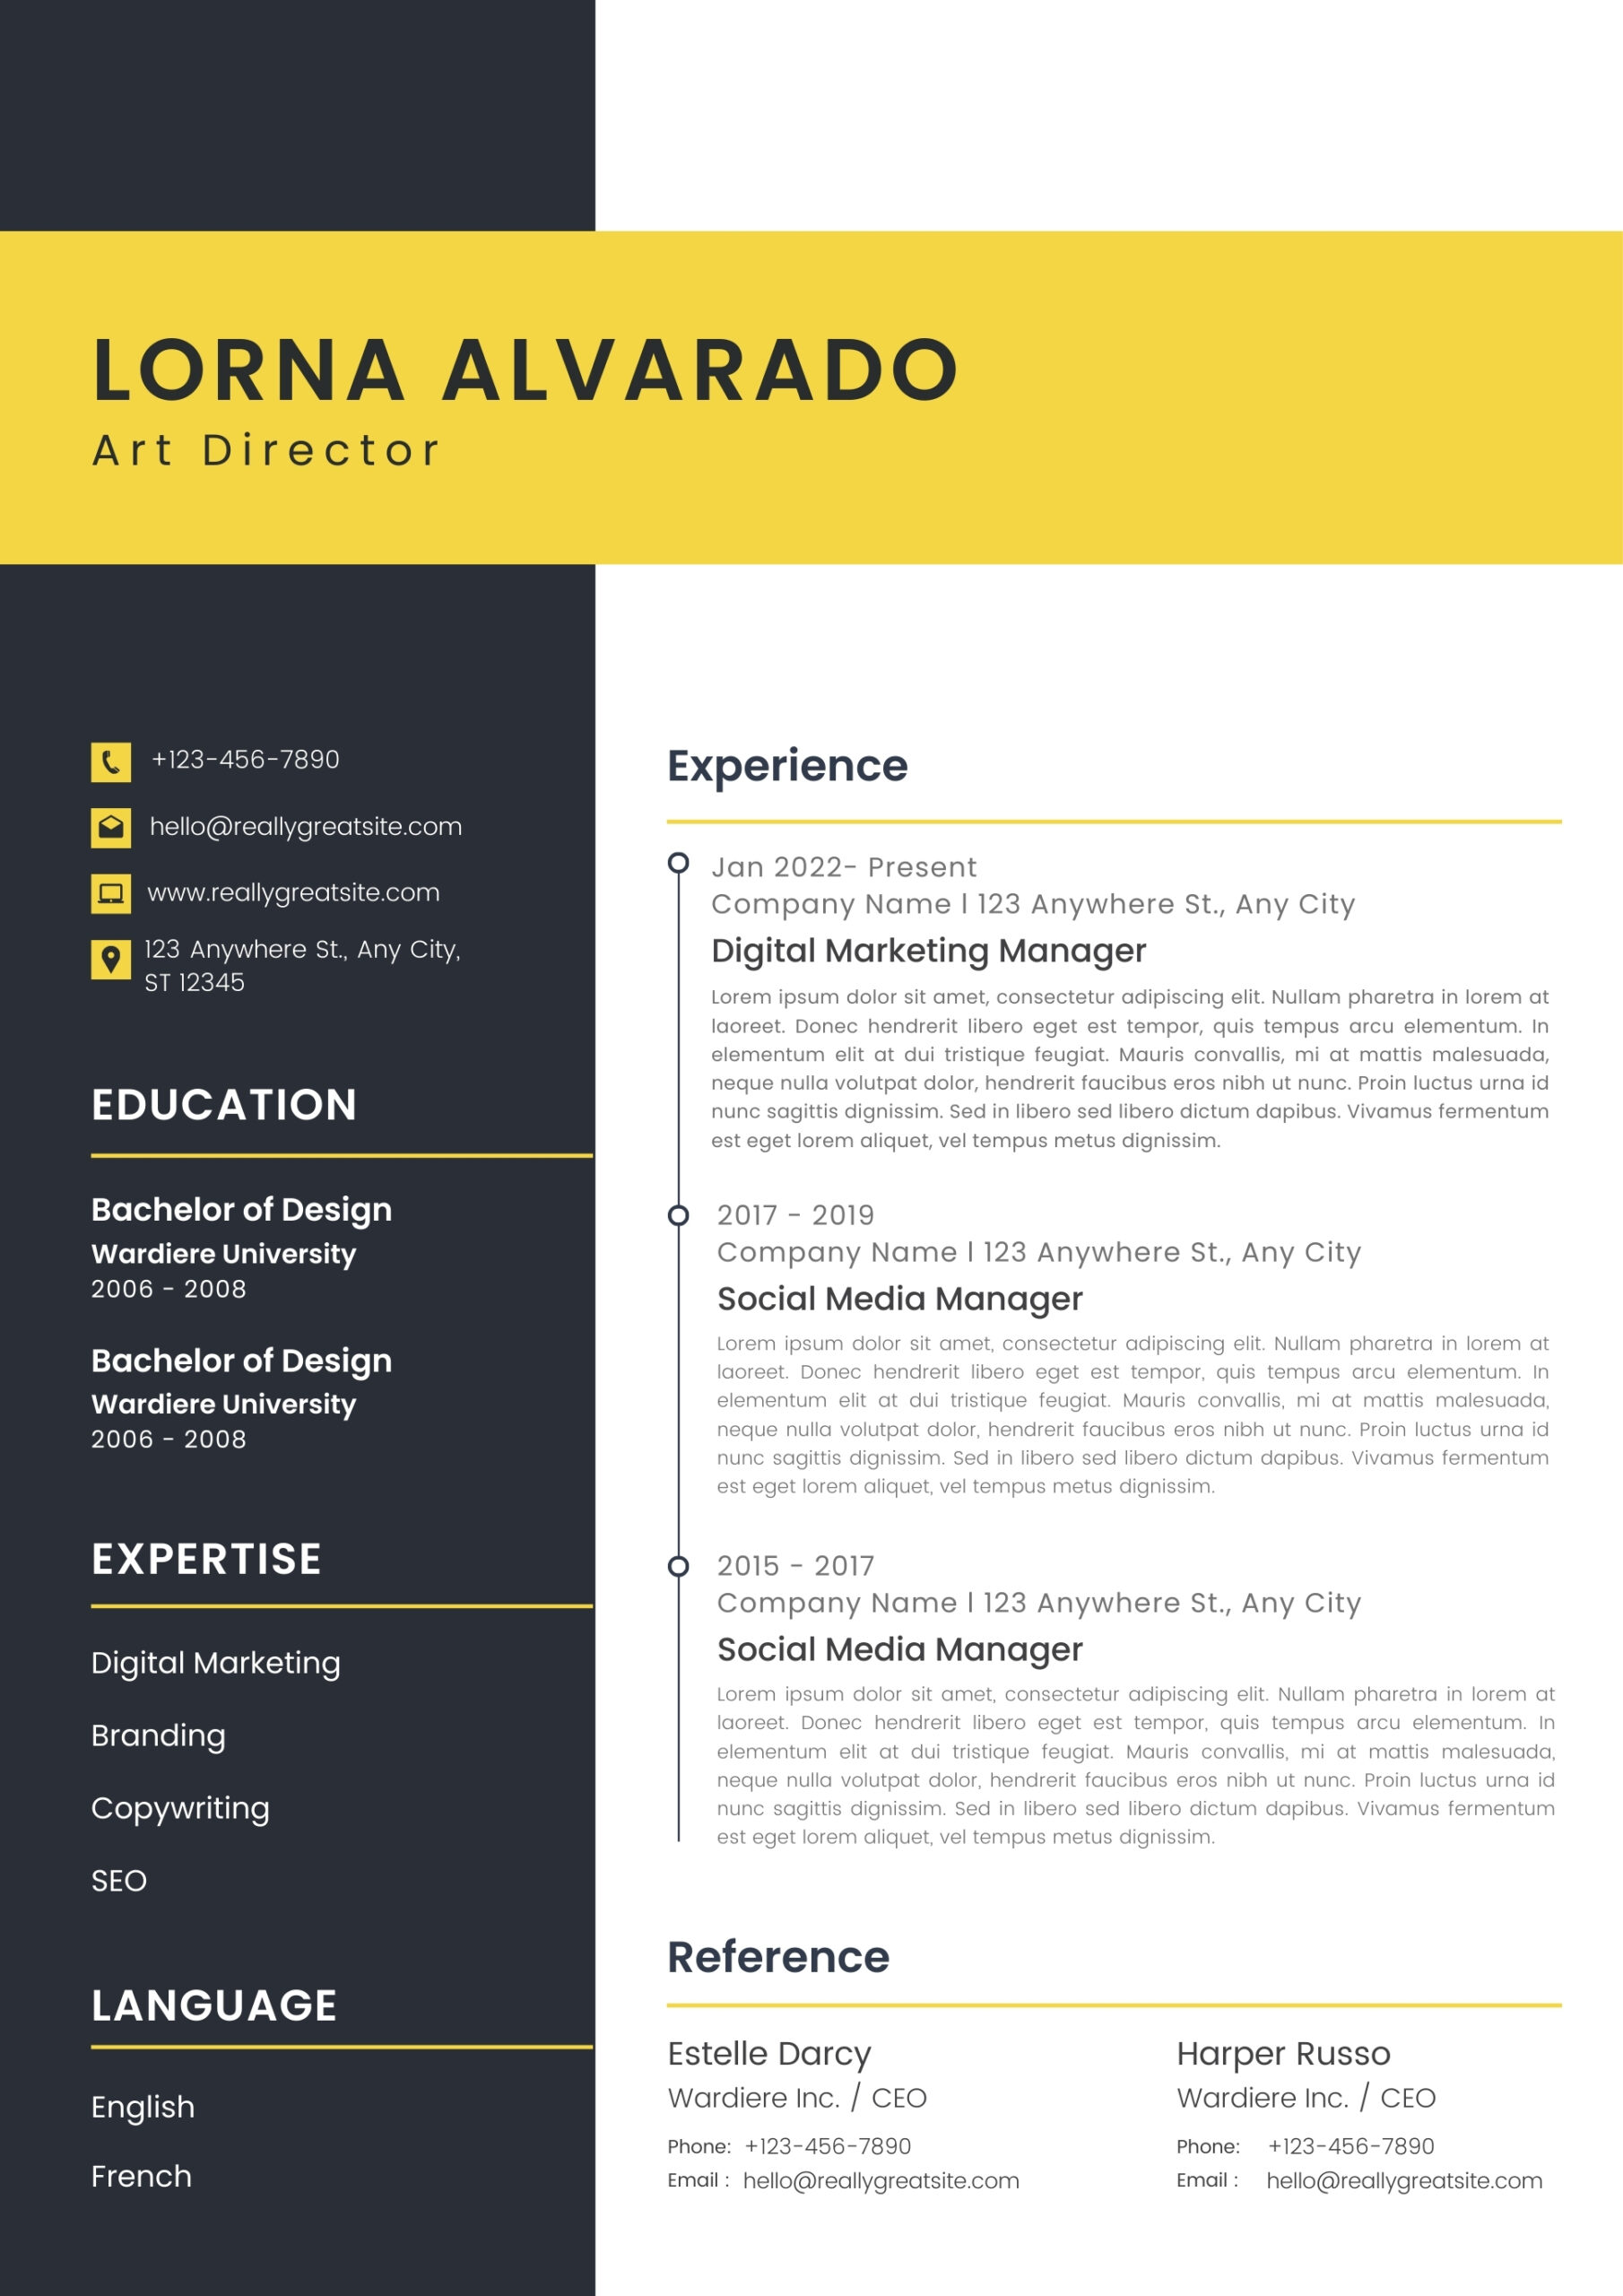 LORNA ALVARADO
Art Director
+123-456-7890
hello@reallygreatsite.com
www.reallygreatsite.com
123 Anywhere St., Any City,
ST 12345
EDUCATION
Bachelor of Design
Wardiere University
2006 - 2008
Bachelor of Design
Wardiere University
2006 - 2008
EXPERTISE
Digital Marketing
Branding
Copywriting
SEO
LANGUAGE
English
French
Experience
Jan 2022- Present
Company Name l 123 Anywhere St., Any City
Digital Marketing Manager
Lorem ipsum dolor sit amet, consectetur adipiscing elit. Nullam pharetra in lorem at
laoreet. Donec hendrerit libero eget est tempor, quis tempus arcu elementum. In
elementum elit at dui tristique feugiat. Mauris convallis, mi at mattis malesuada,
neque nulla volutpat dolor, hendrerit faucibus eros nibh ut nunc. Proin luctus urna id
nunc sagittis dignissim. Sed in libero sed libero dictum dapibus. Vivamus fermentum
est eget lorem aliquet, vel tempus metus dignissim.
2017 - 2019
Company Name l 123 Anywhere St., Any City
Social Media Manager
Lorem ipsum dolor sit amet, consectetur adipiscing elit. Nullam pharetra in lorem at
laoreet. Donec hendrerit libero eget est tempor, quis tempus arcu elementum. In
elementum elit at dui tristique feugiat. Mauris convallis, mi at mattis malesuada,
neque nulla volutpat dolor, hendrerit faucibus eros nibh ut nunc. Proin luctus urna id
nunc sagittis dignissim. Sed in libero sed libero dictum dapibus. Vivamus fermentum
est eget lorem aliquet, vel tempus metus dignissim.
2015 - 2017
Company Name l 123 Anywhere St., Any City
Social Media Manager
Lorem ipsum dolor sit amet, consectetur adipiscing elit. Nullam pharetra in lorem at
laoreet. Donec hendrerit libero eget est tempor, quis tempus arcu elementum. In
elementum elit at dui tristique feugiat. Mauris convallis, mi at mattis malesuada,
neque nulla volutpat dolor, hendrerit faucibus eros nibh ut nunc. Proin luctus urna id
nunc sagittis dignissim. Sed in libero sed libero dictum dapibus. Vivamus fermentum
est eget lorem aliquet, vel tempus metus dignissim.
Reference
Estelle Darcy
Wardiere Inc. / CEO
Phone: +123-456-7890
Email : hello@reallygreatsite.com
Harper Russo
Wardiere Inc. / CEO
Phone: +123-456-7890
Email : hello@reallygreatsite.com